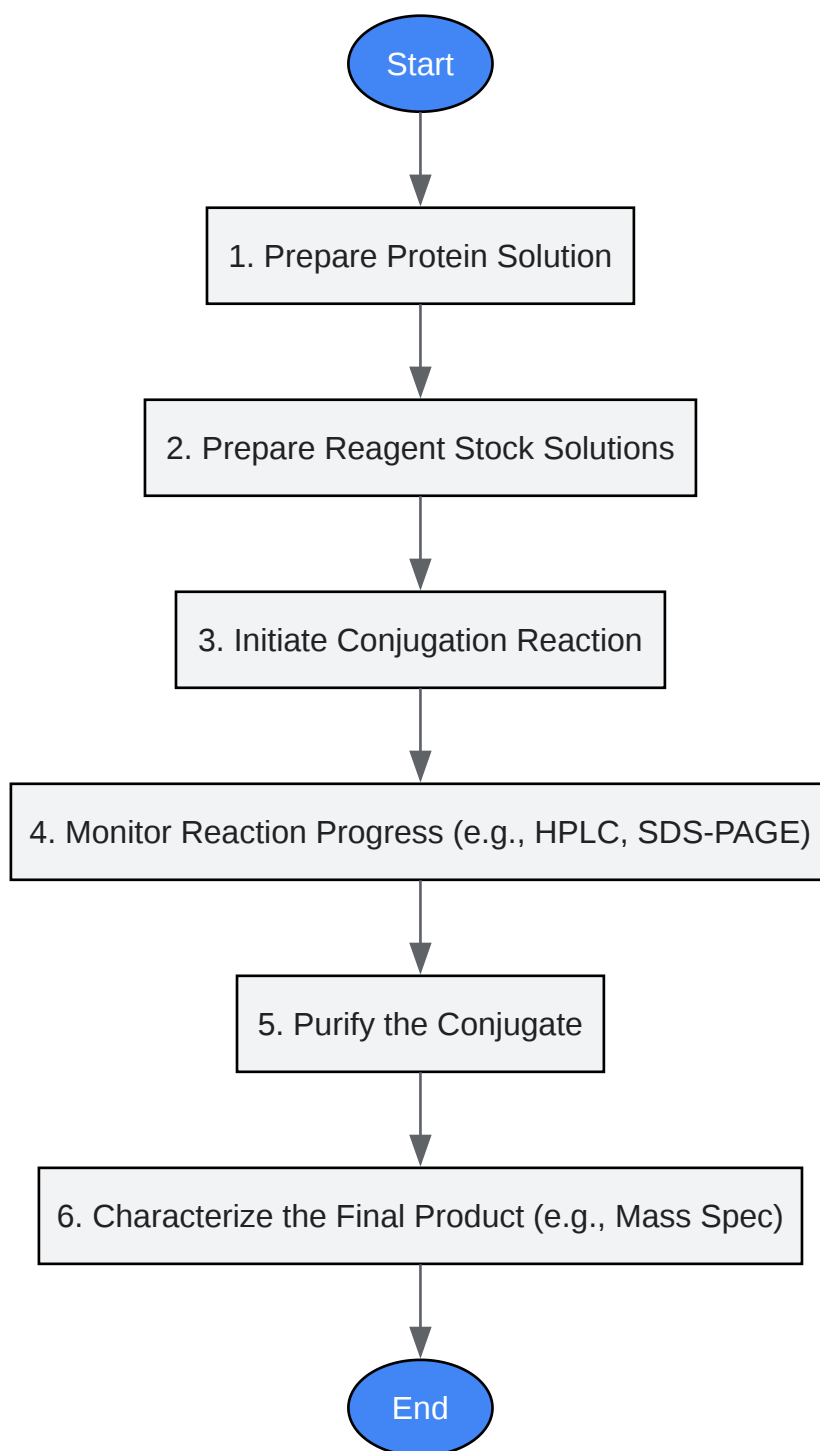 Start
1. Prepare Protein Solution
2. Prepare Reagent Stock Solutions
3. Initiate Conjugation Reaction
4. Monitor Reaction Progress (e.g., HPLC, SDS-PAGE)
5. Purify the Conjugate
6. Characterize the Final Product (e.g., Mass Spec)
End